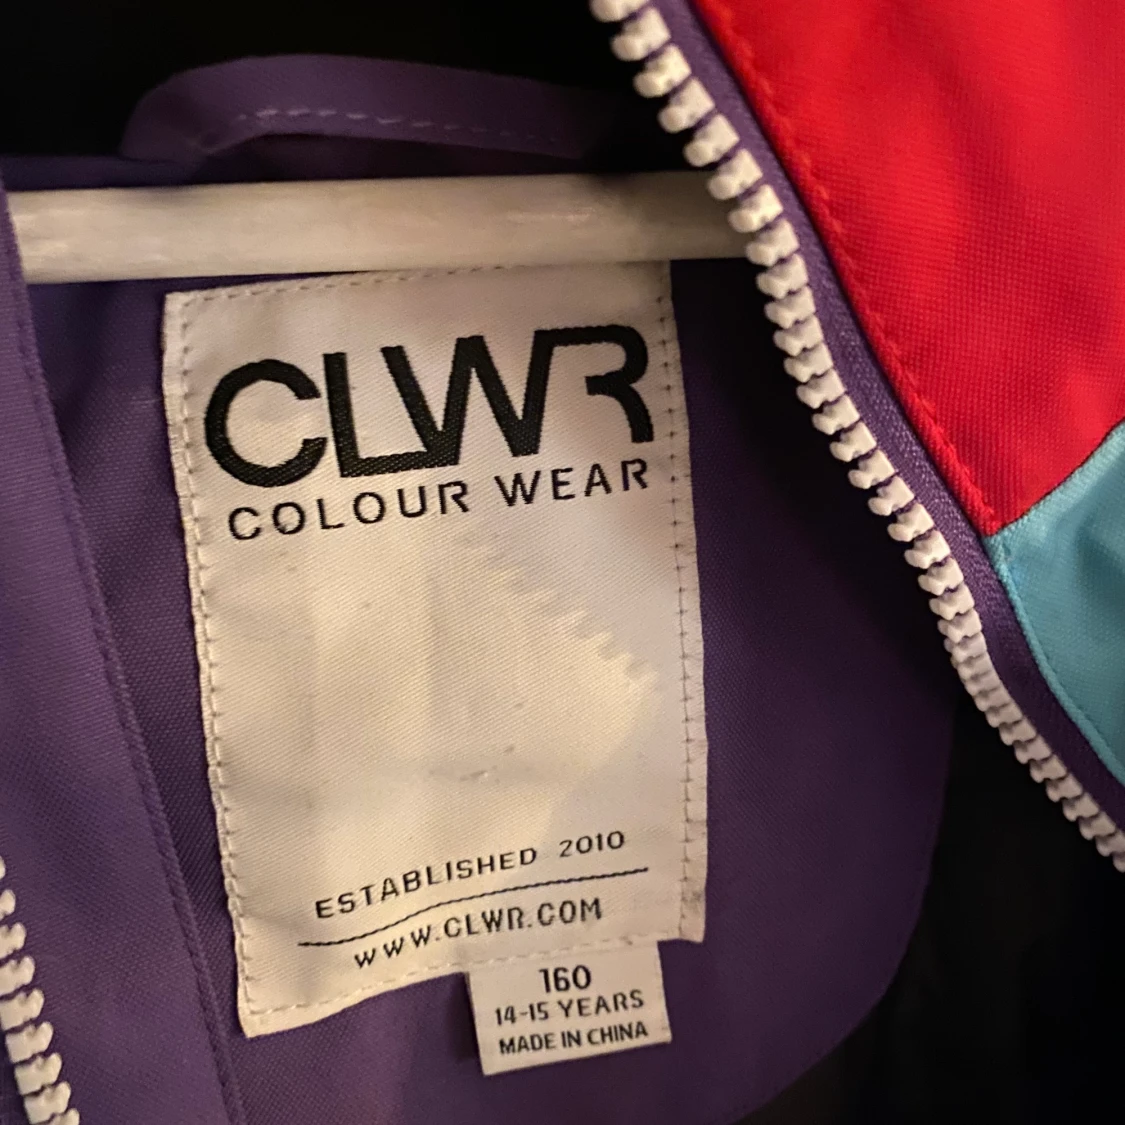 CLWR
COLOUR WEAR
ESTABLISHED 2010
WWW.CLWR.COM
160
14-15 YEARS
MADE IN CHINA